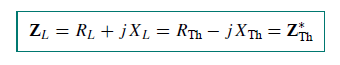 Z_L = R_L + jX_L = R_Th − jX_Th = Z*_Th